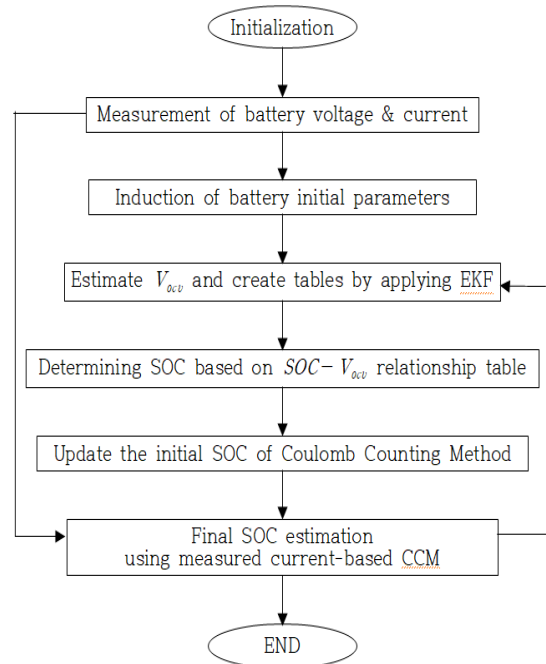 Initialization
Measurement of battery voltage & current
Induction of battery initial parameters
Estimate Vocv and create tables by applying EKF
Determining SOC based on SOC− Vocv relationship table
Update the initial SOC of Coulomb Counting Method
Final SOC estimation
using measured current-based CCM
END